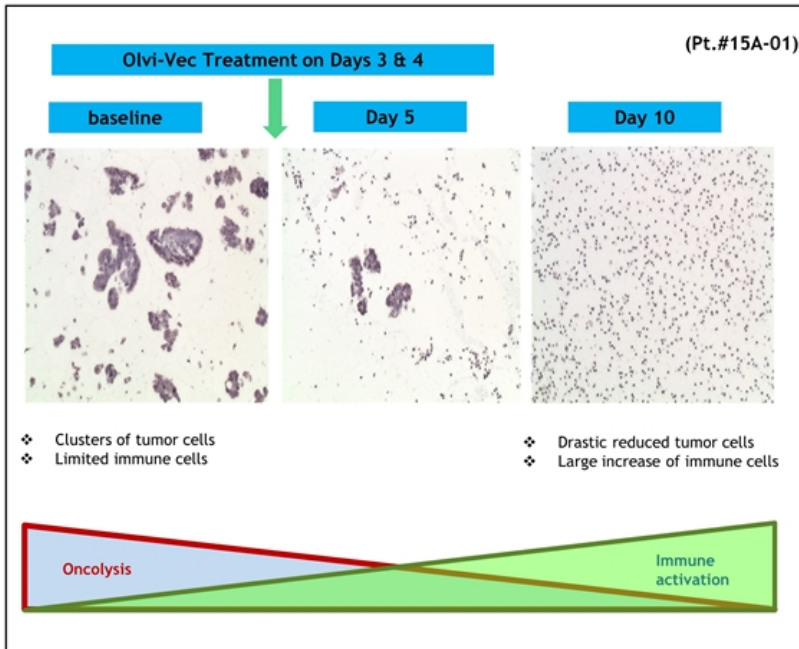 (Pt.#15A-01)
Olvi-Vec Treatment on Days 3 & 4
baseline
Day 5
Day 10
❖ Clusters of tumor cells
❖ Limited immune cells
❖ Drastic reduced tumor cells
❖ Large increase of immune cells
Oncolysis
Immune
activation